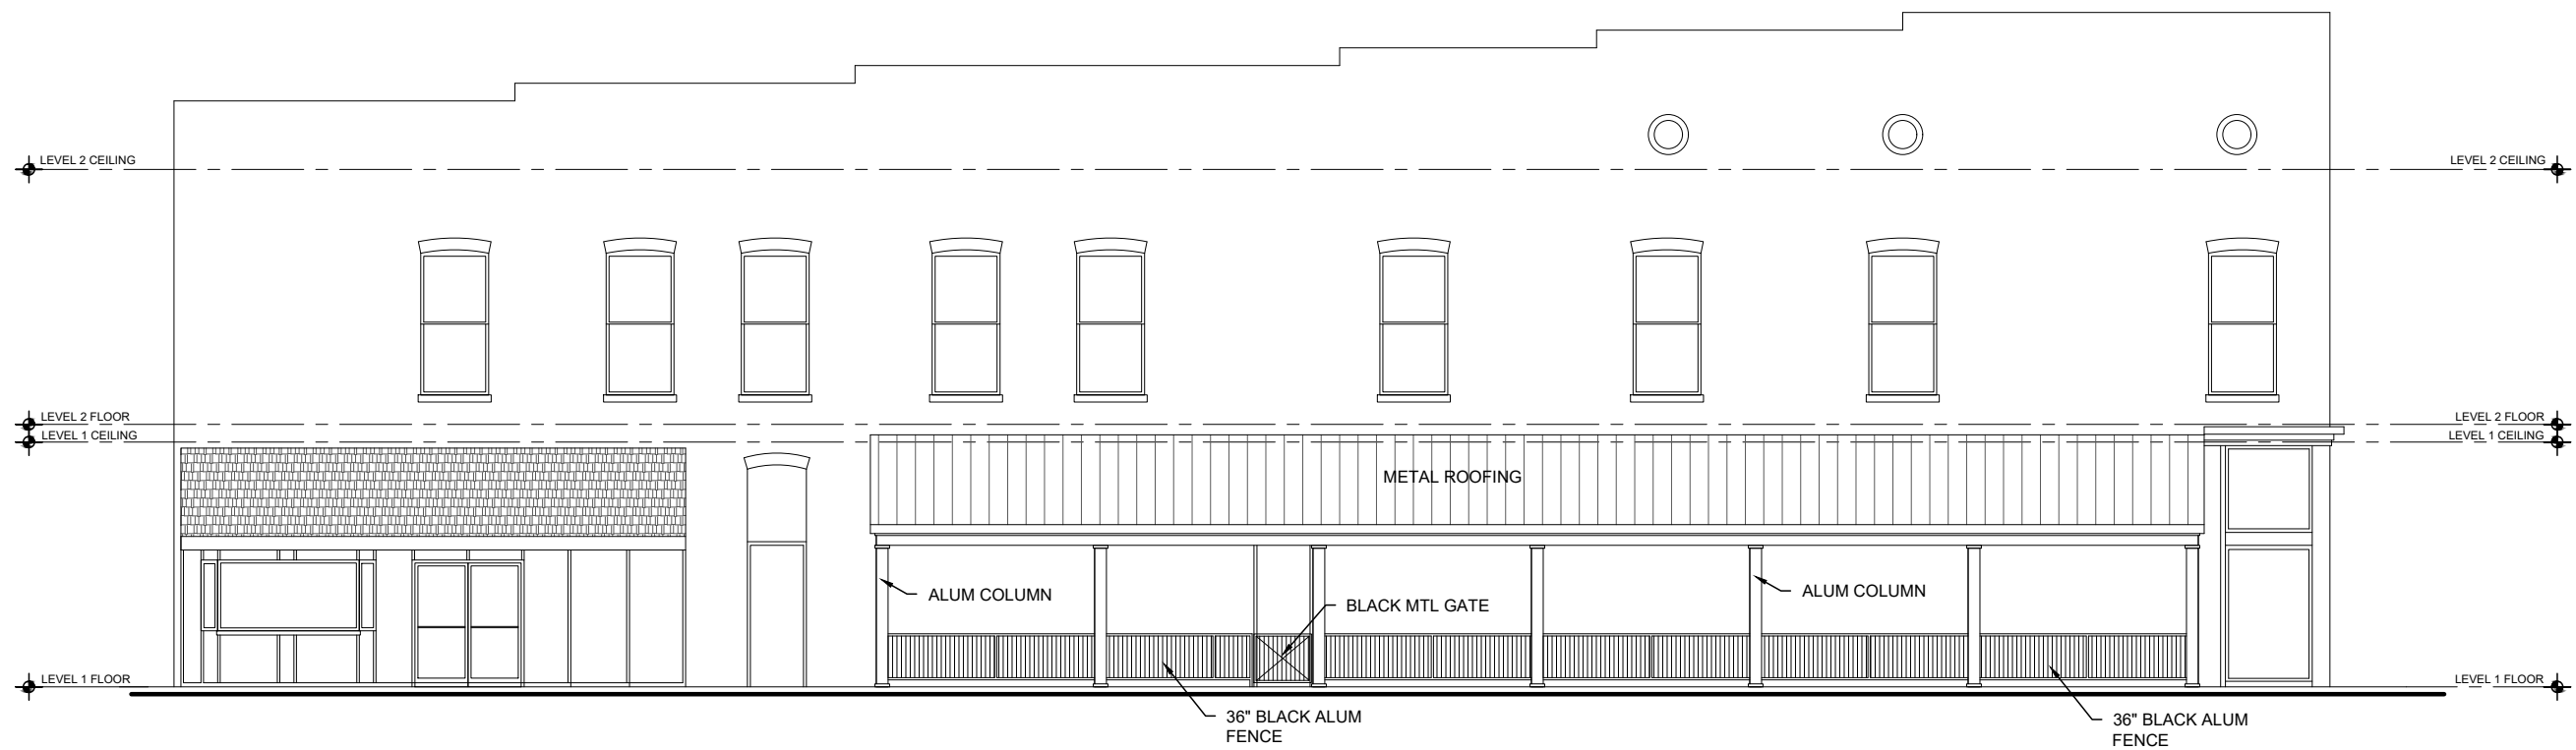 LEVEL 2 CEILING
LEVEL 2 CEILING
LEVEL 2 FLOOR
LEVEL 2 FLOOR
LEVEL 1 CEILING
LEVEL 1 CEILING
METAL ROOFING
ALUM COLUMN
BLACK MTL GATE
ALUM COLUMN
LEVEL 1 FLOOR
LEVEL 1 FLOOR
36" BLACK ALUM
FENCE
36" BLACK ALUM
FENCE